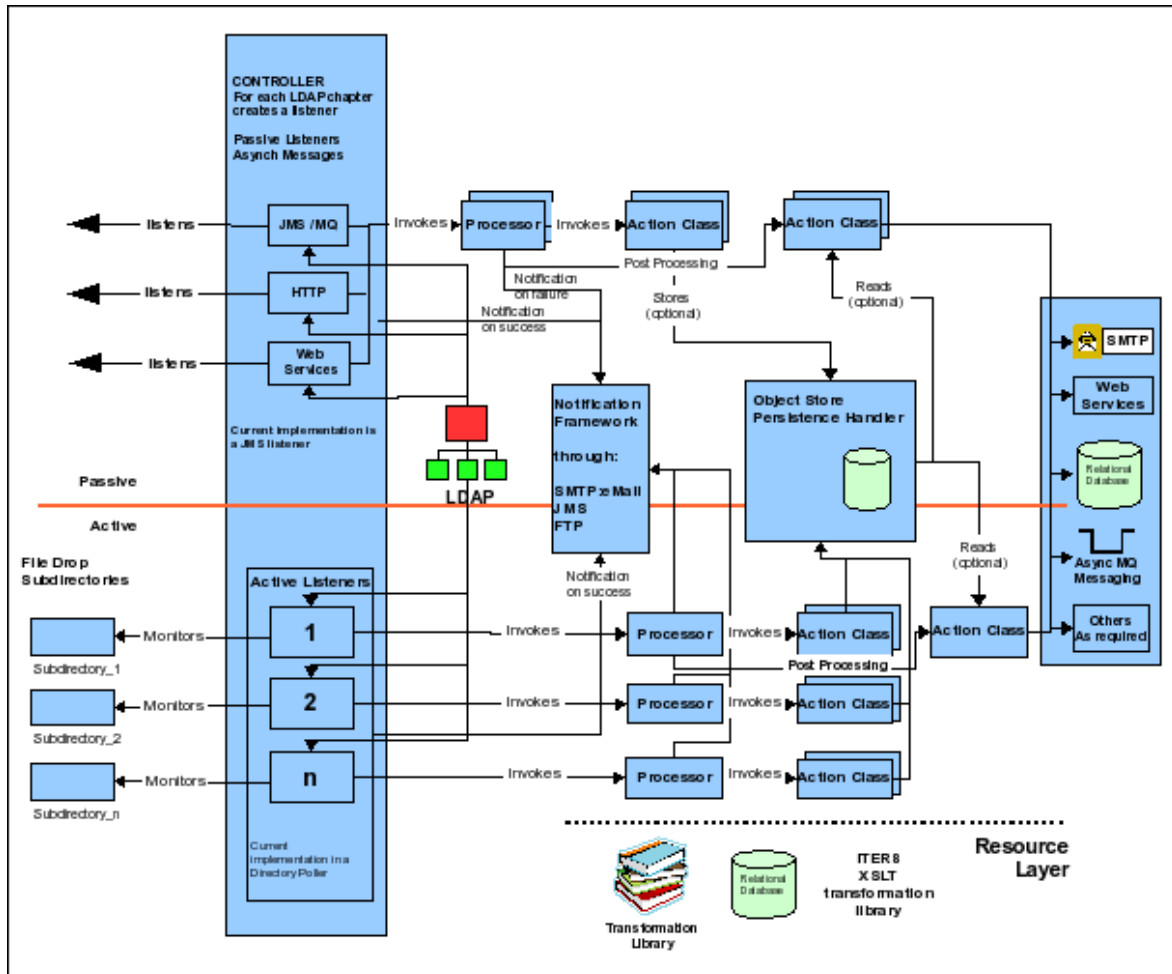 CONTROLLER
For each LDAP chapter
creates a listener
Passive Listeners
Asynch Messages
listens
JMS /MQ
Invokes
Processor
Invokes
Action Class
Action Class
Post Processing
Notification
on failure
Stores
(optional)
Reads
(optional)
listens
HTTP
Notification
on success
listens
Web
Services
SMTP
Web
Services
Relational
Database
Async MQ
Messaging
Others
As required
Current implementation is
a JMS listener
LDAP
Notification
Framework
through:
SMTP:eMail
JMS
FTP
Object Store
Persistence Handler
Passive
Active
File Drop
Subdirectories
Active Listeners
Notification
on success
Reads
(optional)
Monitors
1
Invokes
Processor
Invokes
Action Class
Action Class
Subdirectory_1
Post Processing
Monitors
2
Invokes
Processor
Invokes
Action Class
Subdirectory_2
Monitors
n
Invokes
Processor
Invokes
Action Class
Subdirectory_n
Current
implementation in a
Directory Poller
Transformation
Library
Relational
Database
ITER8
XSLT
transformation
library
Resource
Layer